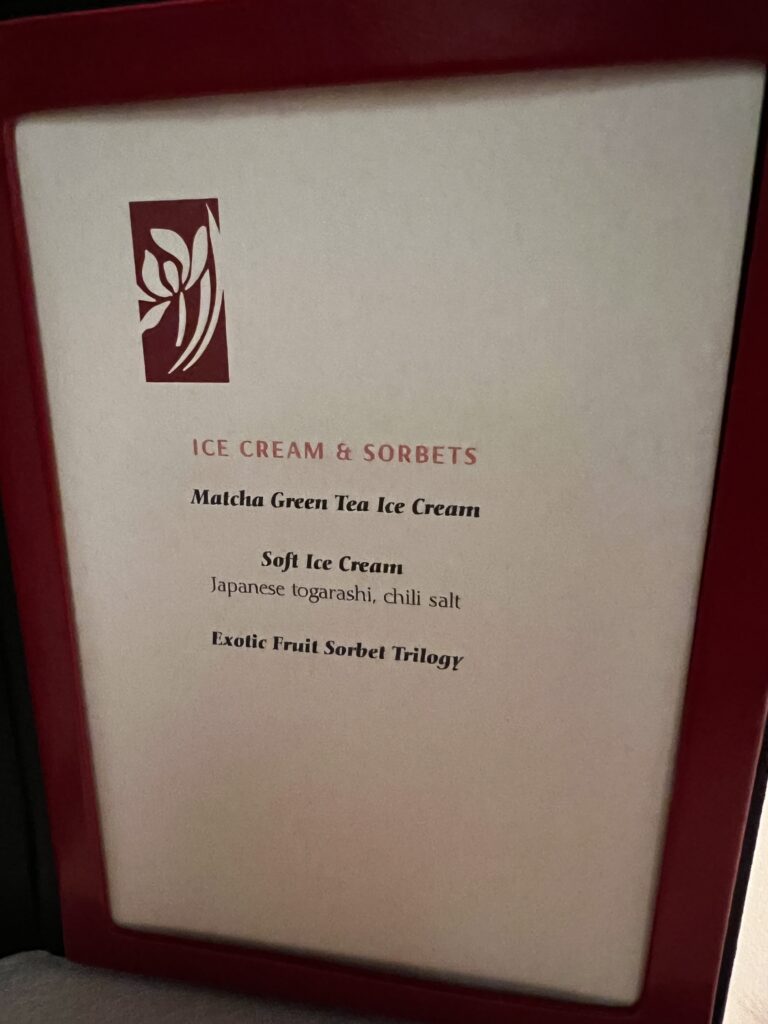 ICE CREAM & SORBETS
Matcha Green Tea Ice Cream
Soft Ice Cream
Japanese togarashi, chili salt
Exotic Fruit Sorbet Trilogy